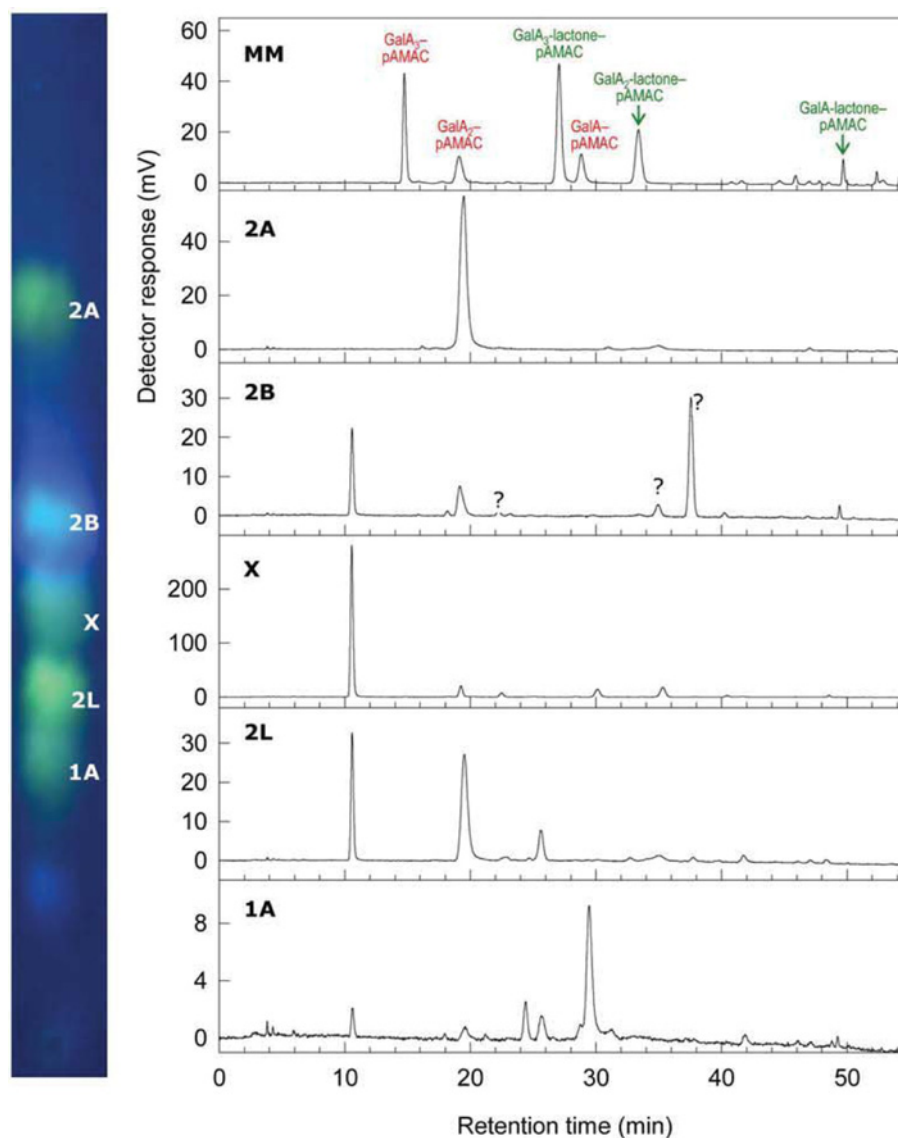 2A
2B
X
2L
1A
Detector response (mV)
MM
GalA₃–
pAMAC
GalA₂–
pAMAC
GalA₃-lactone–
pAMAC
GalA–
pAMAC
GalA₂-lactone–
pAMAC
GalA-lactone–
pAMAC
60
40
20
0
2A
40
20
0
2B
?
?
?
30
20
10
0
X
200
100
0
2L
30
20
10
0
1A
8
4
0
0 10 20 30 40 50
Retention time (min)